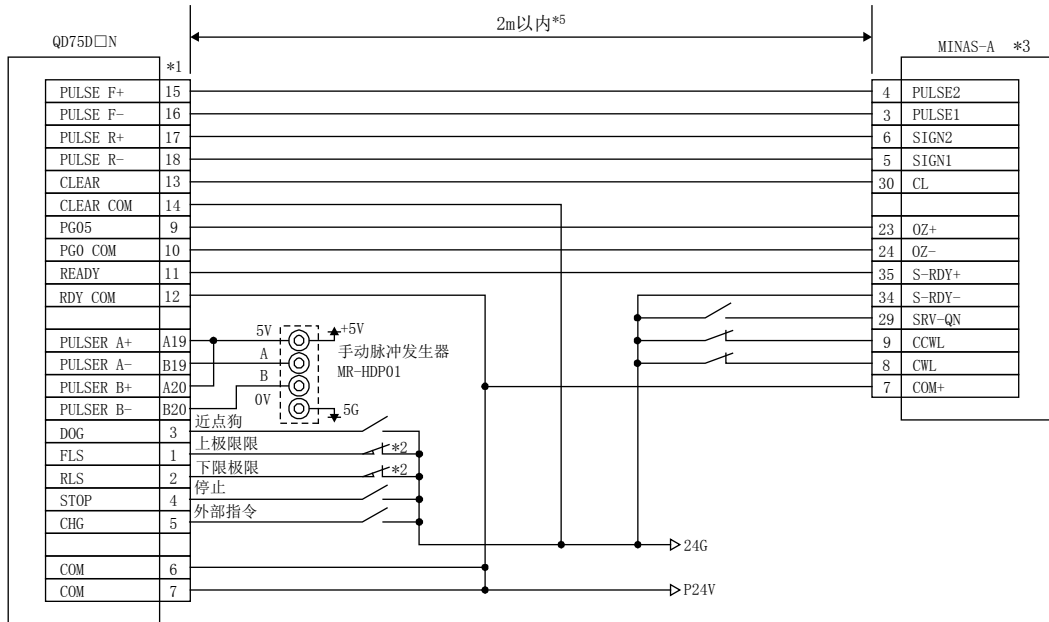 2m以内*5
QD75D□N
MINAS-A *3
*1
PULSE F+ 15 4 PULSE2
PULSE F- 16 3 PULSE1
PULSE R+ 17 6 SIGN2
PULSE R- 18 5 SIGN1
CLEAR 13 30 CL
CLEAR COM 14
PG05 9 23 OZ+
PG0 COM 10 24 OZ-
READY 11 35 S-RDY+
RDY COM 12 34 S-RDY-
29 SRV-QN
PULSER A+ A19 5V +5V 9 CCWL
PULSER A- B19 A 手动脉冲发生器 8 CWL
PULSER B+ A20 B MR-HDP01 7 COM+
PULSER B- B20 0V 5G
DOG 3 近点狗
FLS 1 上极限限 *2
RLS 2 下限极限 *2
STOP 4 停止
CHG 5 外部指令
24G
COM 6
COM 7 P24V